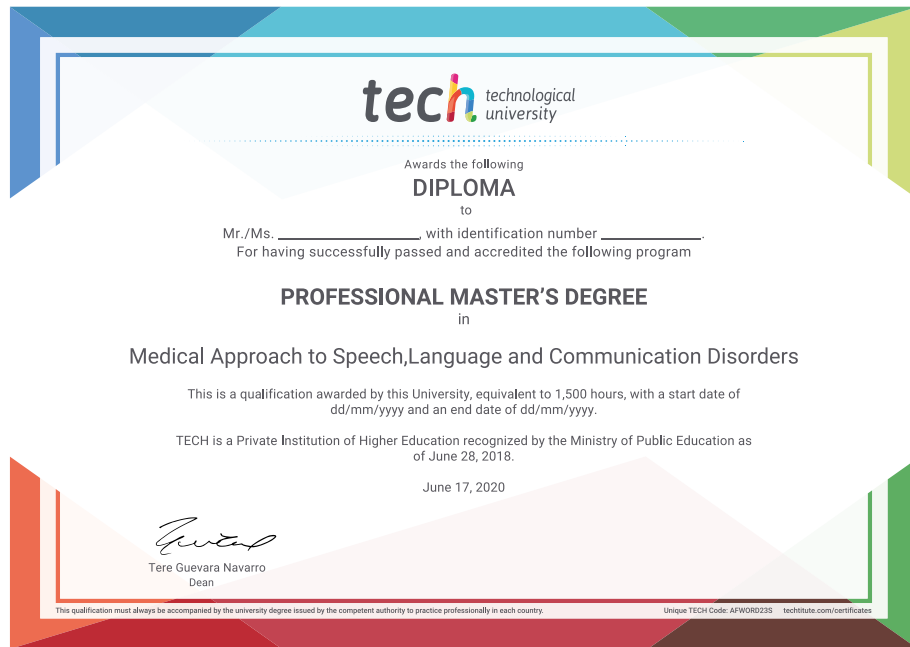 tech technological
university
Awards the following
DIPLOMA
to
Mr./Ms. ____________________, with identification number ______________.
For having successfully passed and accredited the following program
PROFESSIONAL MASTER'S DEGREE
in
Medical Approach to Speech,Language and Communication Disorders
This is a qualification awarded by this University, equivalent to 1,500 hours, with a start date of
dd/mm/yyyy and an end date of dd/mm/yyyy.
TECH is a Private Institution of Higher Education recognized by the Ministry of Public Education as
of June 28, 2018.
June 17, 2020
Tere Guevara Navarro
Dean
This qualification must always be accompanied by the university degree issued by the competent authority to practice professionally in each country. Unique TECH Code: AFWORD23S techtitute.com/certificates